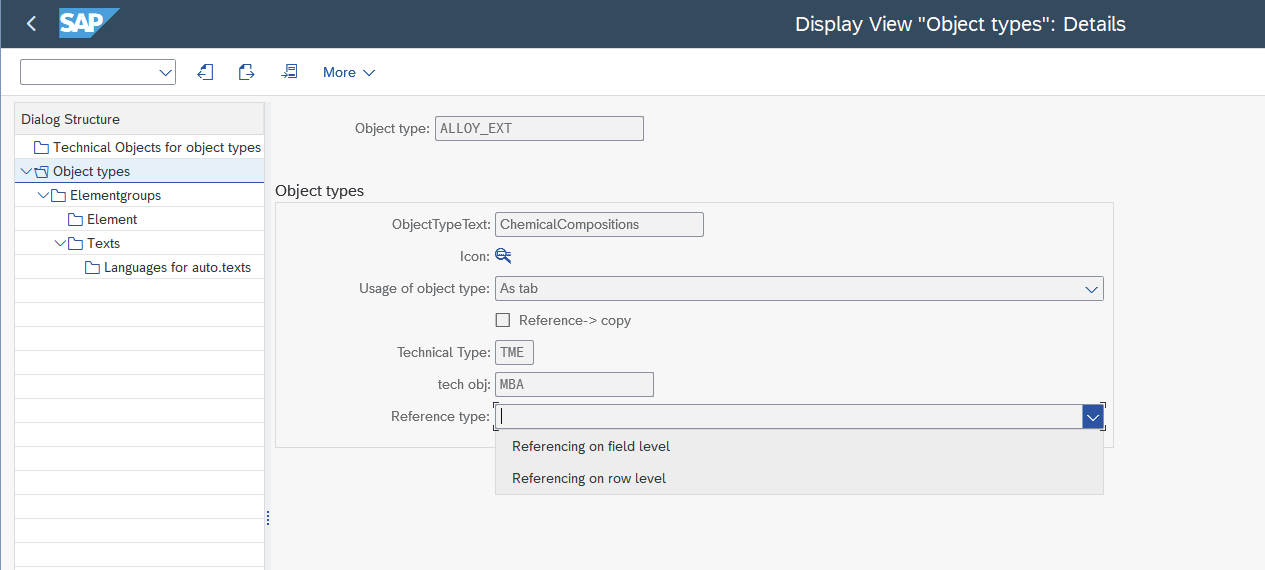 SAP Display View "Object types": Details
More
Dialog Structure
Technical Objects for object types
Object types
Elementgroups
Element
Texts
Languages for auto.texts
Object type: ALLOY_EXT
Object types
ObjectTypeText: ChemicalCompositions
Icon:
Usage of object type: As tab
Reference-> copy
Technical Type: TME
tech obj: MBA
Reference type:
Referencing on field level
Referencing on row level